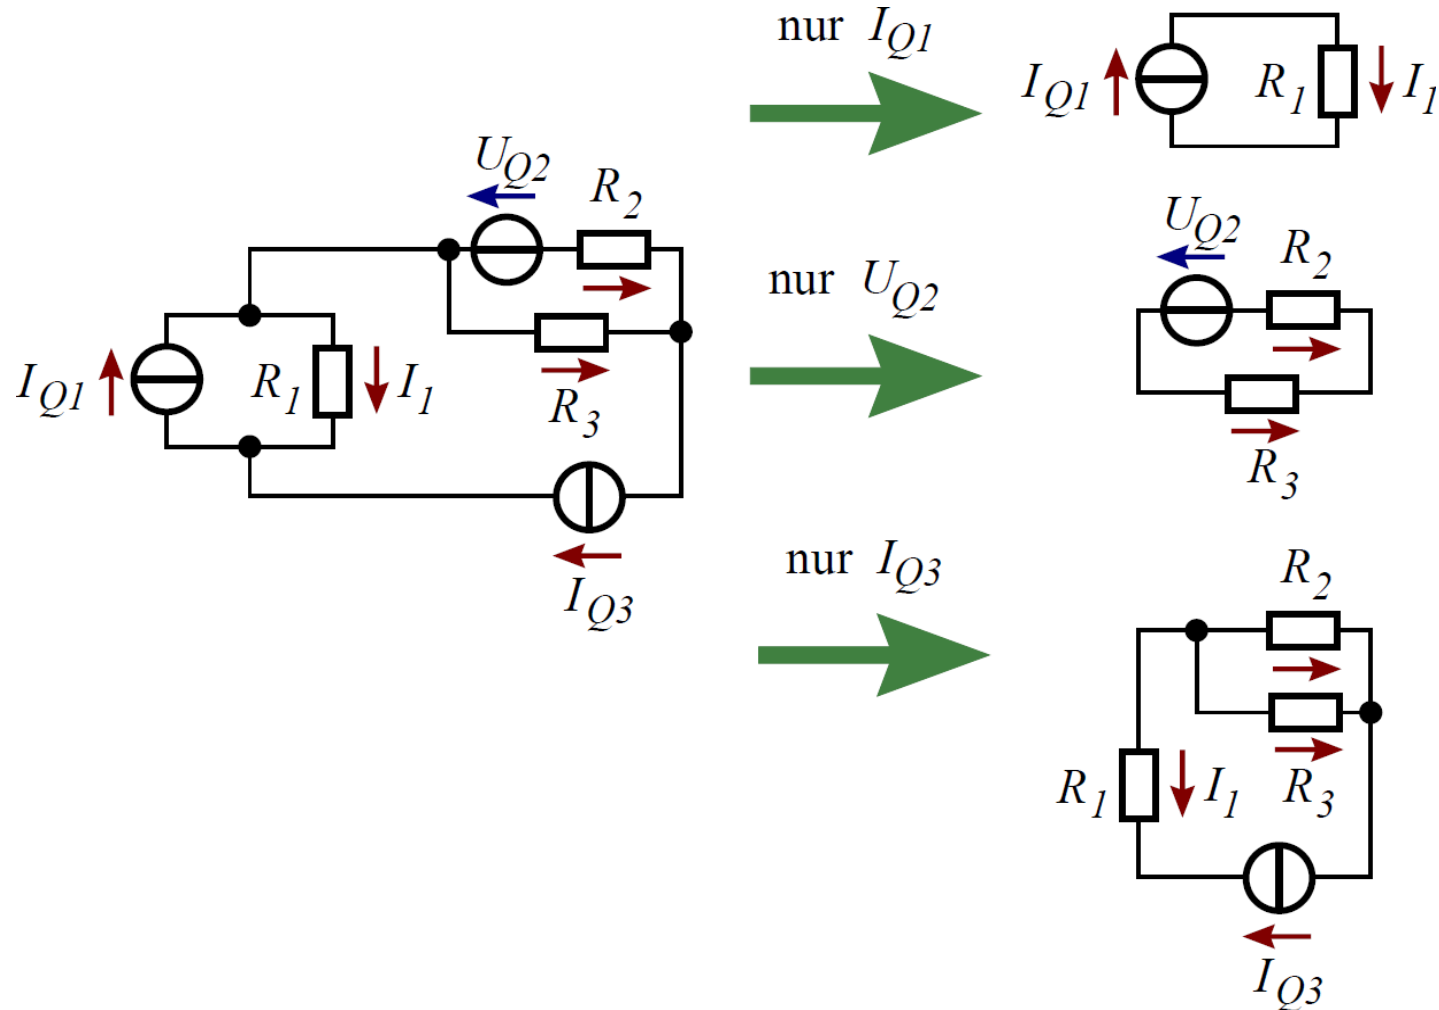 nur I_Q1
I_Q1
R_1
I_1
U_Q2
R_2
I_Q1
R_1
I_1
R_3
I_Q3
nur U_Q2
U_Q2
R_2
R_3
nur I_Q3
R_2
R_1
I_1
R_3
I_Q3